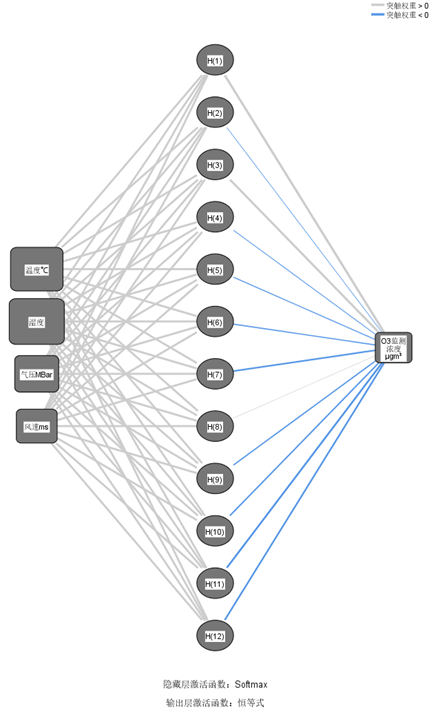 突触权重 > 0
突触权重 < 0
H(1)
H(2)
H(3)
H(4)
温度℃
H(5)
湿度
H(6)
O3监测
浓度
μgm³
气压MBar
H(7)
风速ms
H(8)
H(9)
H(10)
H(11)
H(12)
隐藏层激活函数：Softmax
输出层激活函数：恒等式